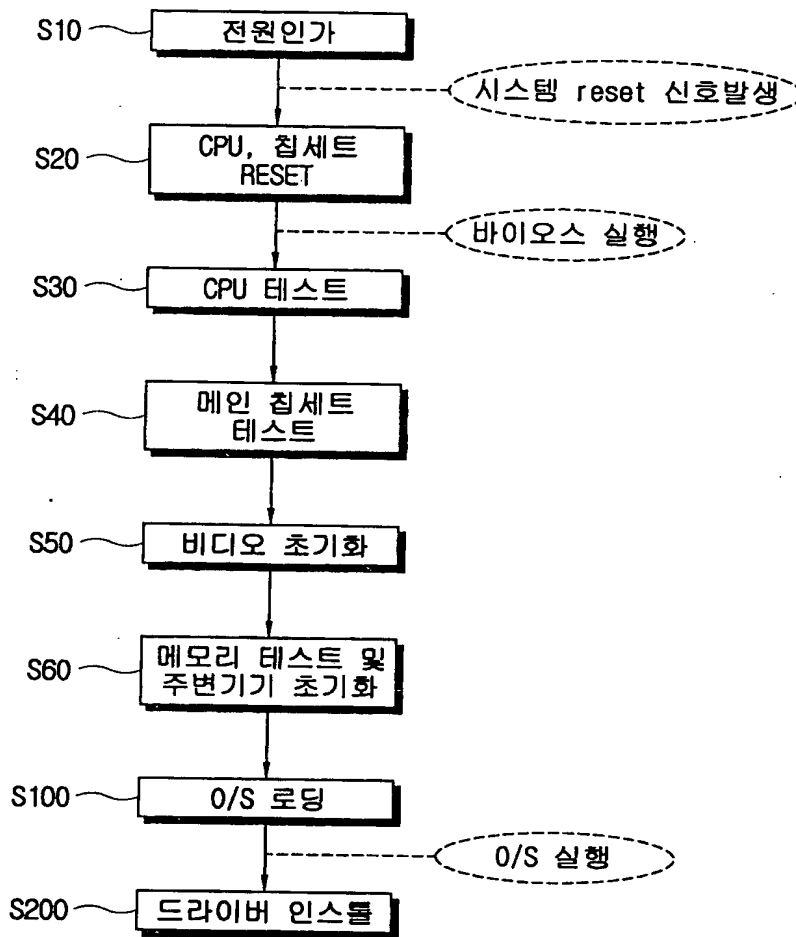 S10
전원인가
시스템 reset 신호발생
S20
CPU, 칩세트
RESET
바이오스 실행
S30
CPU 테스트
S40
메인 칩세트
테스트
S50
비디오 초기화
S60
메모리 테스트 및
주변기기 초기화
S100
O/S 로딩
O/S 실행
S200
드라이버 인스톨